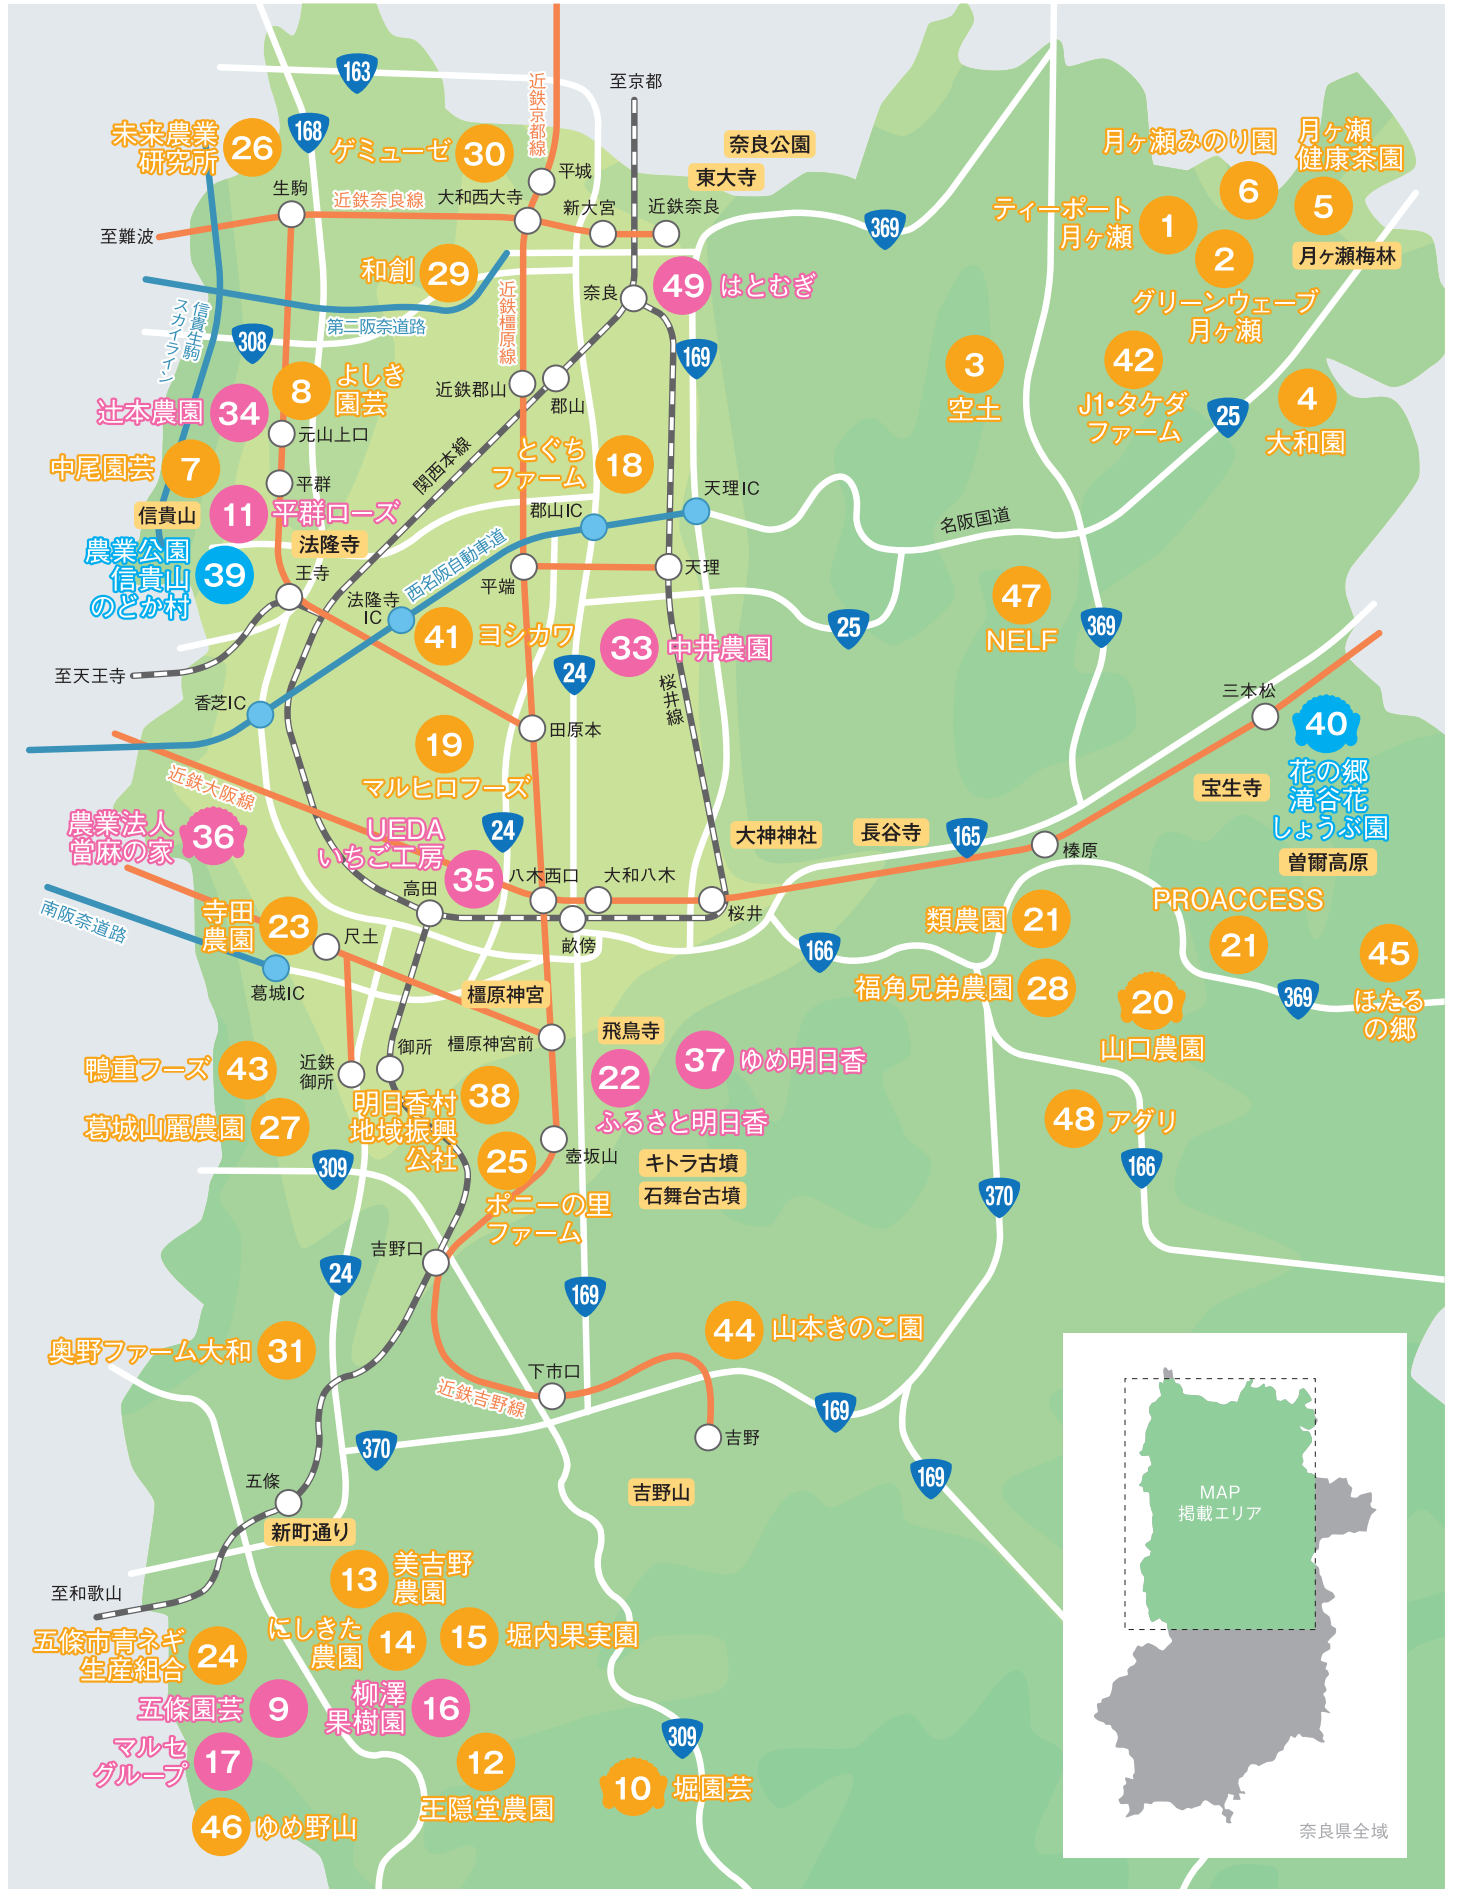 163
近鉄京都線
至京都
168
未来農業
研究所
26
ゲミューゼ
30
奈良公園
東大寺
月ヶ瀬みのり園
月ヶ瀬
健康茶園
6
5
生駒
近鉄奈良線
大和西大寺
平城
新大宮
近鉄奈良
至難波
369
ティーポート
月ヶ瀬
1
2
月ヶ瀬梅林
和創
29
グリーンウェーブ
月ヶ瀬
奈良
49
はとむぎ
信貴生駒
スカイライン
第二阪奈道路
近鉄橿原線
308
169
3
空土
42
J1・タケダ
ファーム
4
大和園
25
8
よしき
園芸
近鉄郡山
郡山
辻本農園
34
元山上口
関西本線
とぐち
ファーム
18
中尾園芸
7
平群
天理IC
信貴山
11
平群ローズ
郡山IC
名阪国道
法隆寺
農業公園
信貴山
のどか村
39
王寺
西名阪自動車道
平端
天理
法隆寺
IC
47
NELF
369
41
ヨシカワ
33
中井農園
25
至天王寺
24
桜井線
香芝IC
三本松
40
花の郷
滝谷花
しょうぶ園
19
マルヒロフーズ
田原本
近鉄大阪線
宝生寺
農業法人
當麻の家
36
UEDA
いちご工房
35
24
大神神社
長谷寺
165
榛原
曽爾高原
高田
八木西口
大和八木
桜井
PROACCESS
21
南阪奈道路
寺田
農園
23
尺土
畝傍
類農園
21
166
45
ほたる
の郷
葛城IC
橿原神宮
福角兄弟農園
28
20
山口農園
369
飛鳥寺
鴨重フーズ
43
近鉄
御所
御所
橿原神宮前
22
ふるさと明日香
37
ゆめ明日香
葛城山麗農園
27
明日香村
地域振興
公社
38
48
アグリ
309
25
ポニーの里
ファーム
壺坂山
キトラ古墳
石舞台古墳
166
370
吉野口
24
169
奥野ファーム大和
31
44
山本きのこ園
近鉄吉野線
下市口
169
370
吉野
169
吉野山
五條
新町通り
MAP
掲載エリア
至和歌山
13
美吉野
農園
五條市青ネギ
生産組合
24
にしきた
農園
14
15
堀内果実園
五條園芸
9
柳澤
果樹園
16
マルセ
グループ
17
12
王隠堂農園
309
10
堀園芸
46
ゆめ野山
奈良県全域